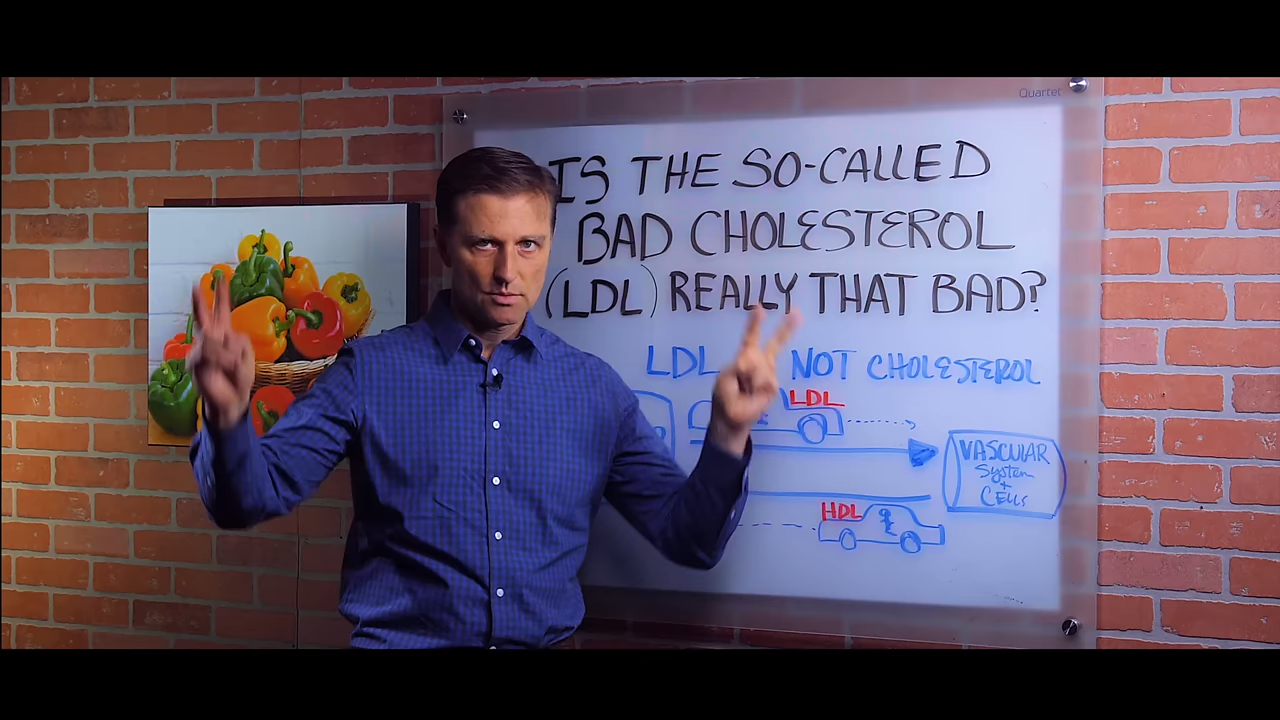 Quartet
IS THE SO-CALLED
BAD CHOLESTEROL
(LDL) REALLY THAT BAD?
LDL NOT CHOLESTEROL
LDL
VASCULAR
System
+
CELLS
HDL